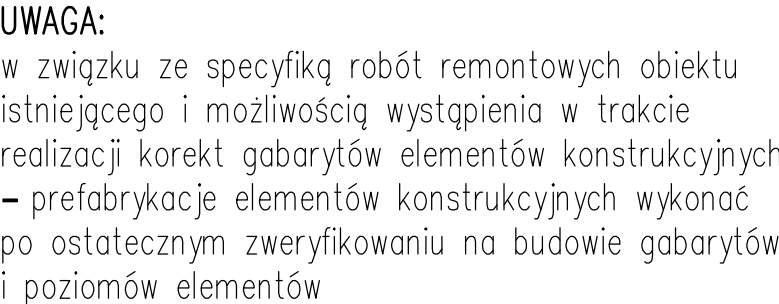 UWAGA:
w związku ze specyfiką robót remontowych obiektu
istniejącego i możliwością wystąpienia w trakcie
realizacji korekt gabarytów elementów konstrukcyjnych
– prefabrykacje elementów konstrukcyjnych wykonać
po ostatecznym zweryfikowaniu na budowie gabarytów
i poziomów elementów